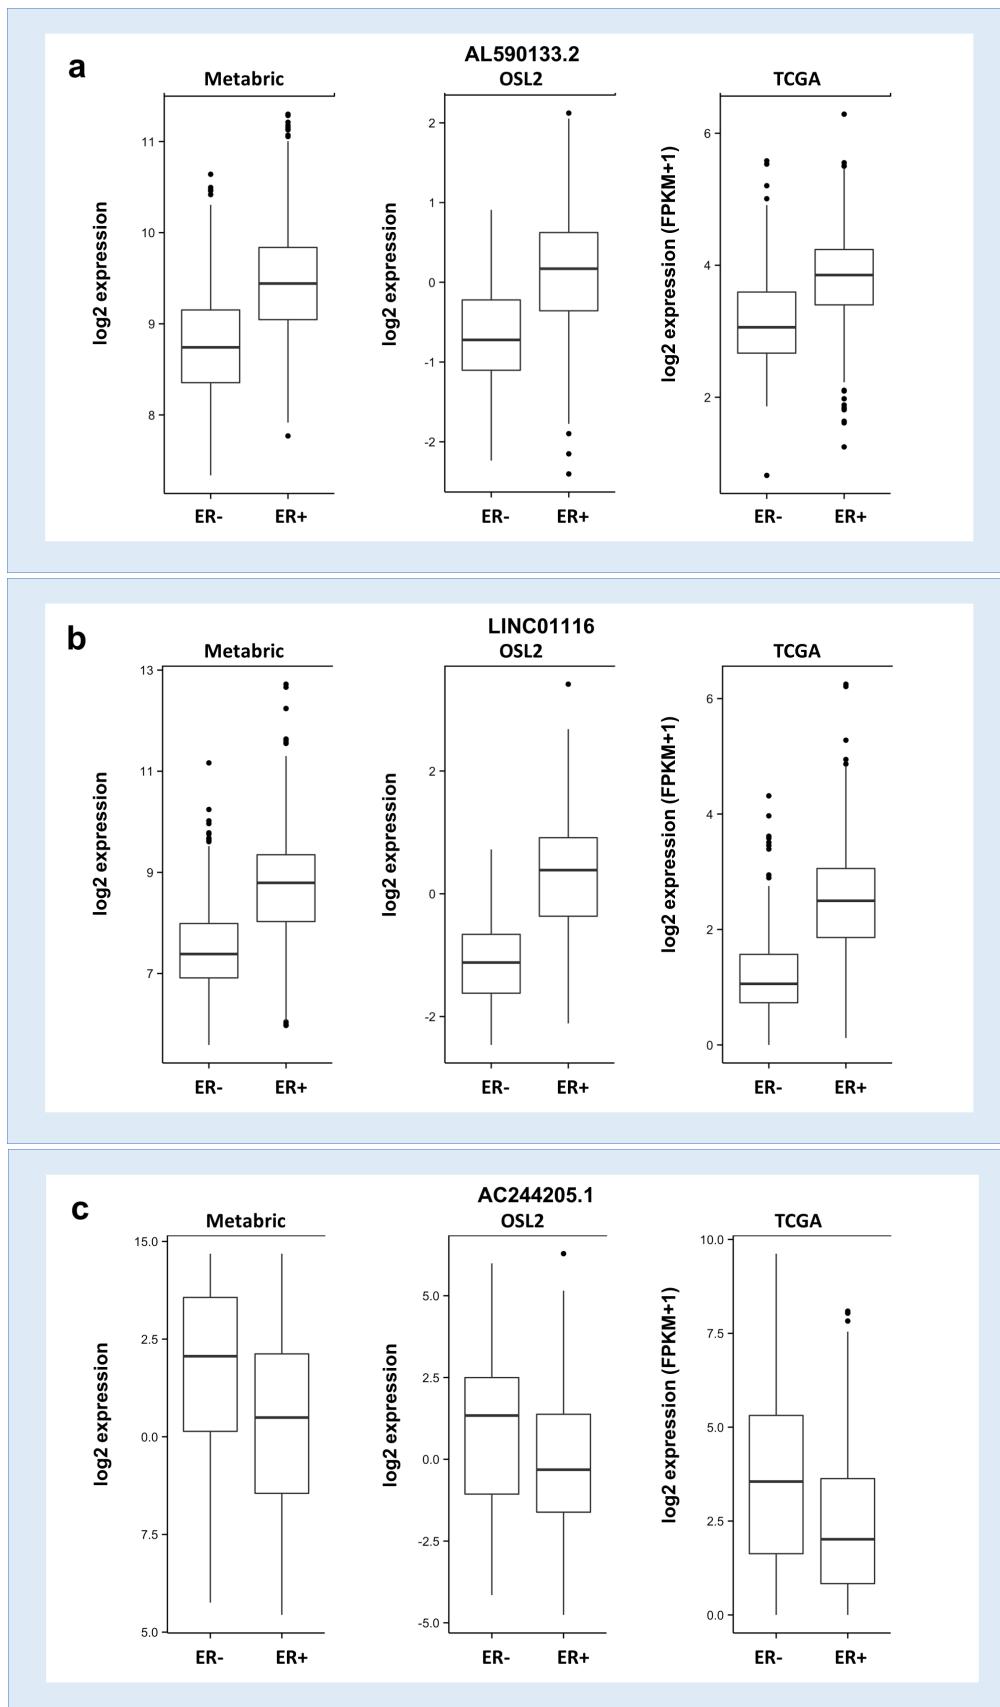 a
AL590133.2
Metabric OSL2 TCGA
log2 expression
11
10
9
8
ER- ER+
log2 expression
2
1
0
-1
-2
ER- ER+
log2 expression (FPKM+1)
6
4
2
ER- ER+
b
LINC01116
Metabric OSL2 TCGA
log2 expression
13
11
9
7
ER- ER+
log2 expression
2
0
-2
ER- ER+
log2 expression (FPKM+1)
6
4
2
0
ER- ER+
c
AC244205.1
Metabric OSL2 TCGA
log2 expression
15.0
2.5
0.0
7.5
5.0
ER- ER+
log2 expression
5.0
2.5
0.0
-2.5
-5.0
ER- ER+
log2 expression (FPKM+1)
10.0
7.5
5.0
2.5
0.0
ER- ER+